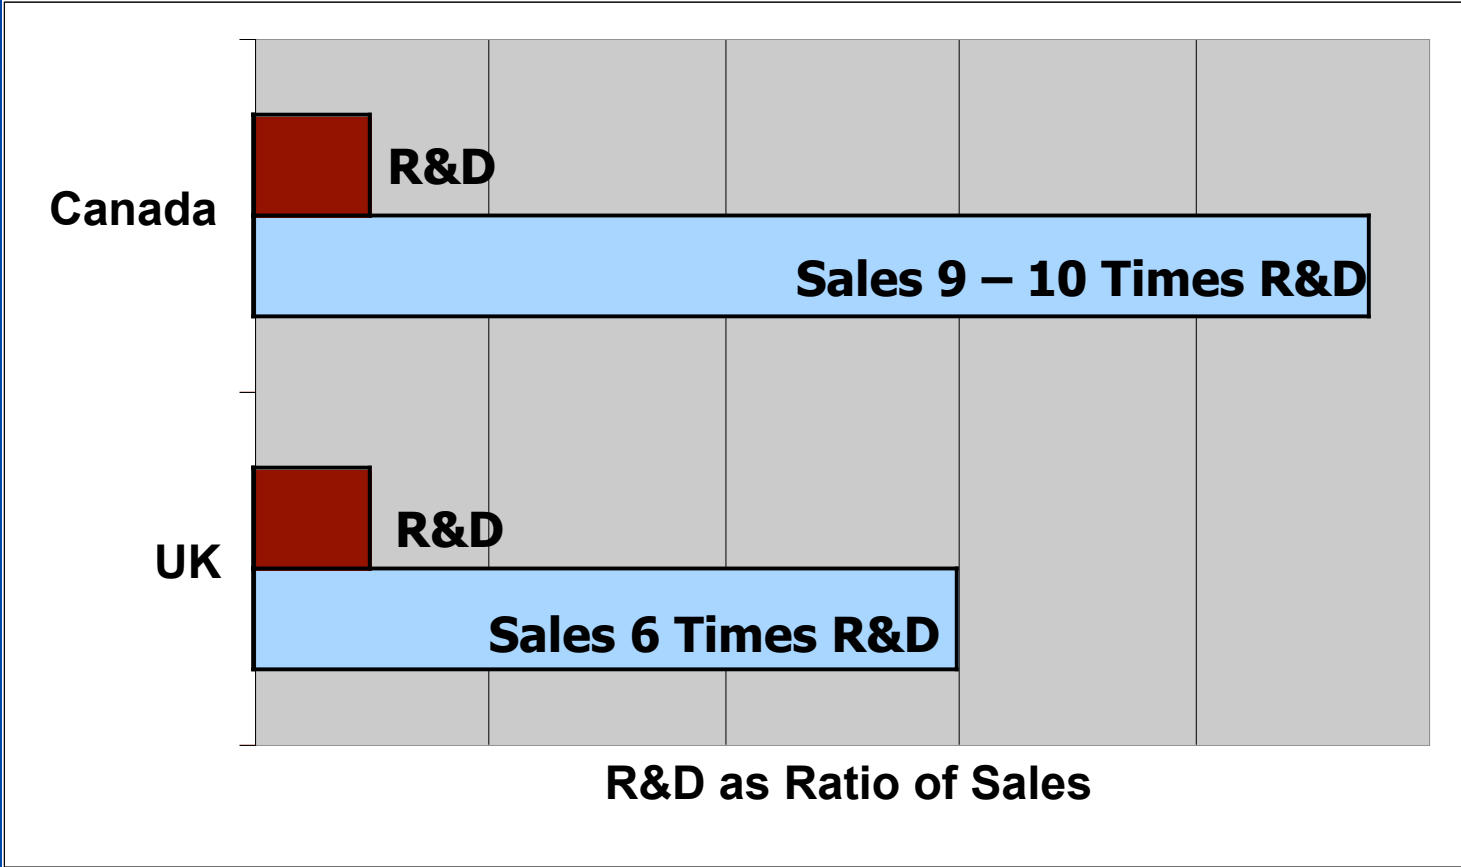 R&D
Canada
Sales 9 – 10 Times R&D
R&D
UK
Sales 6 Times R&D
R&D as Ratio of Sales